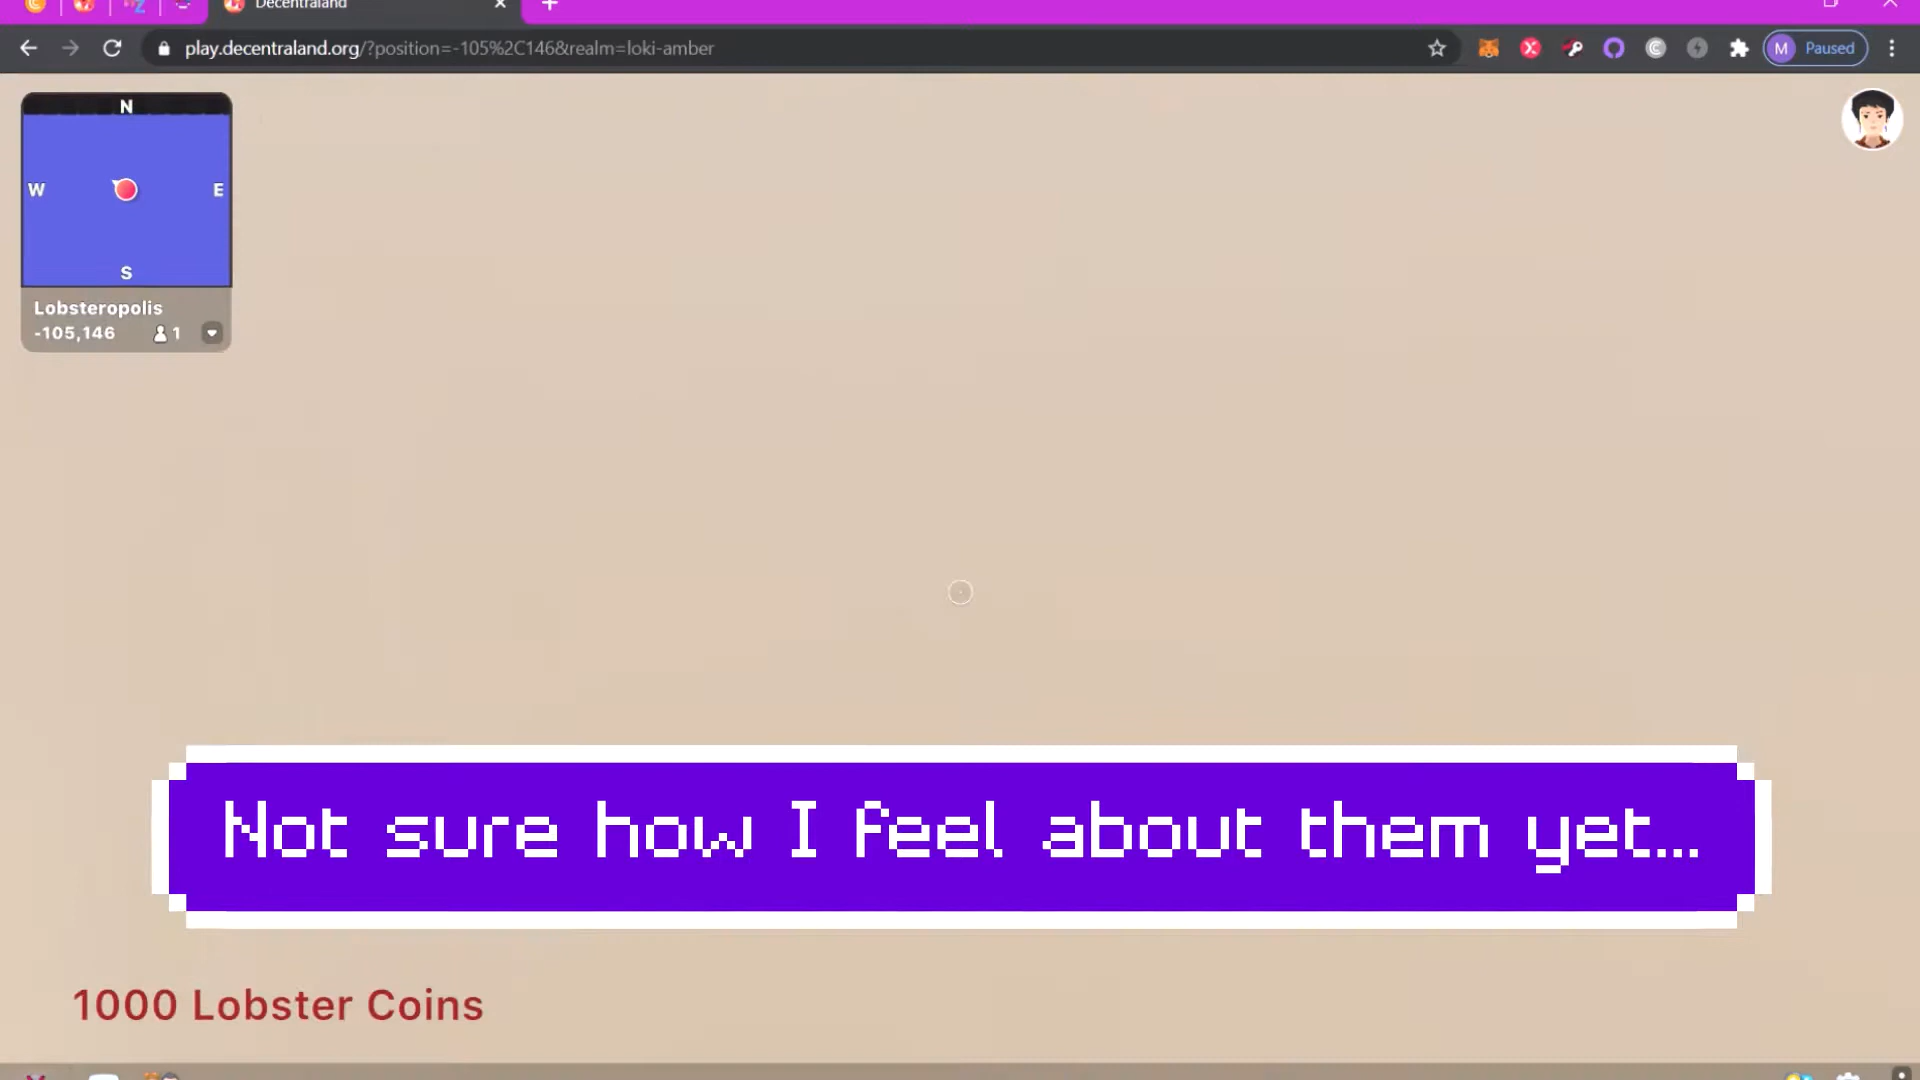 Decentraland
play.decentraland.org/?position=-105%2C146&realm=loki-amber
M Paused
N
W E
S
Lobsteropolis
-105,146 1
Not sure how I feel about them yet...
1000 Lobster Coins